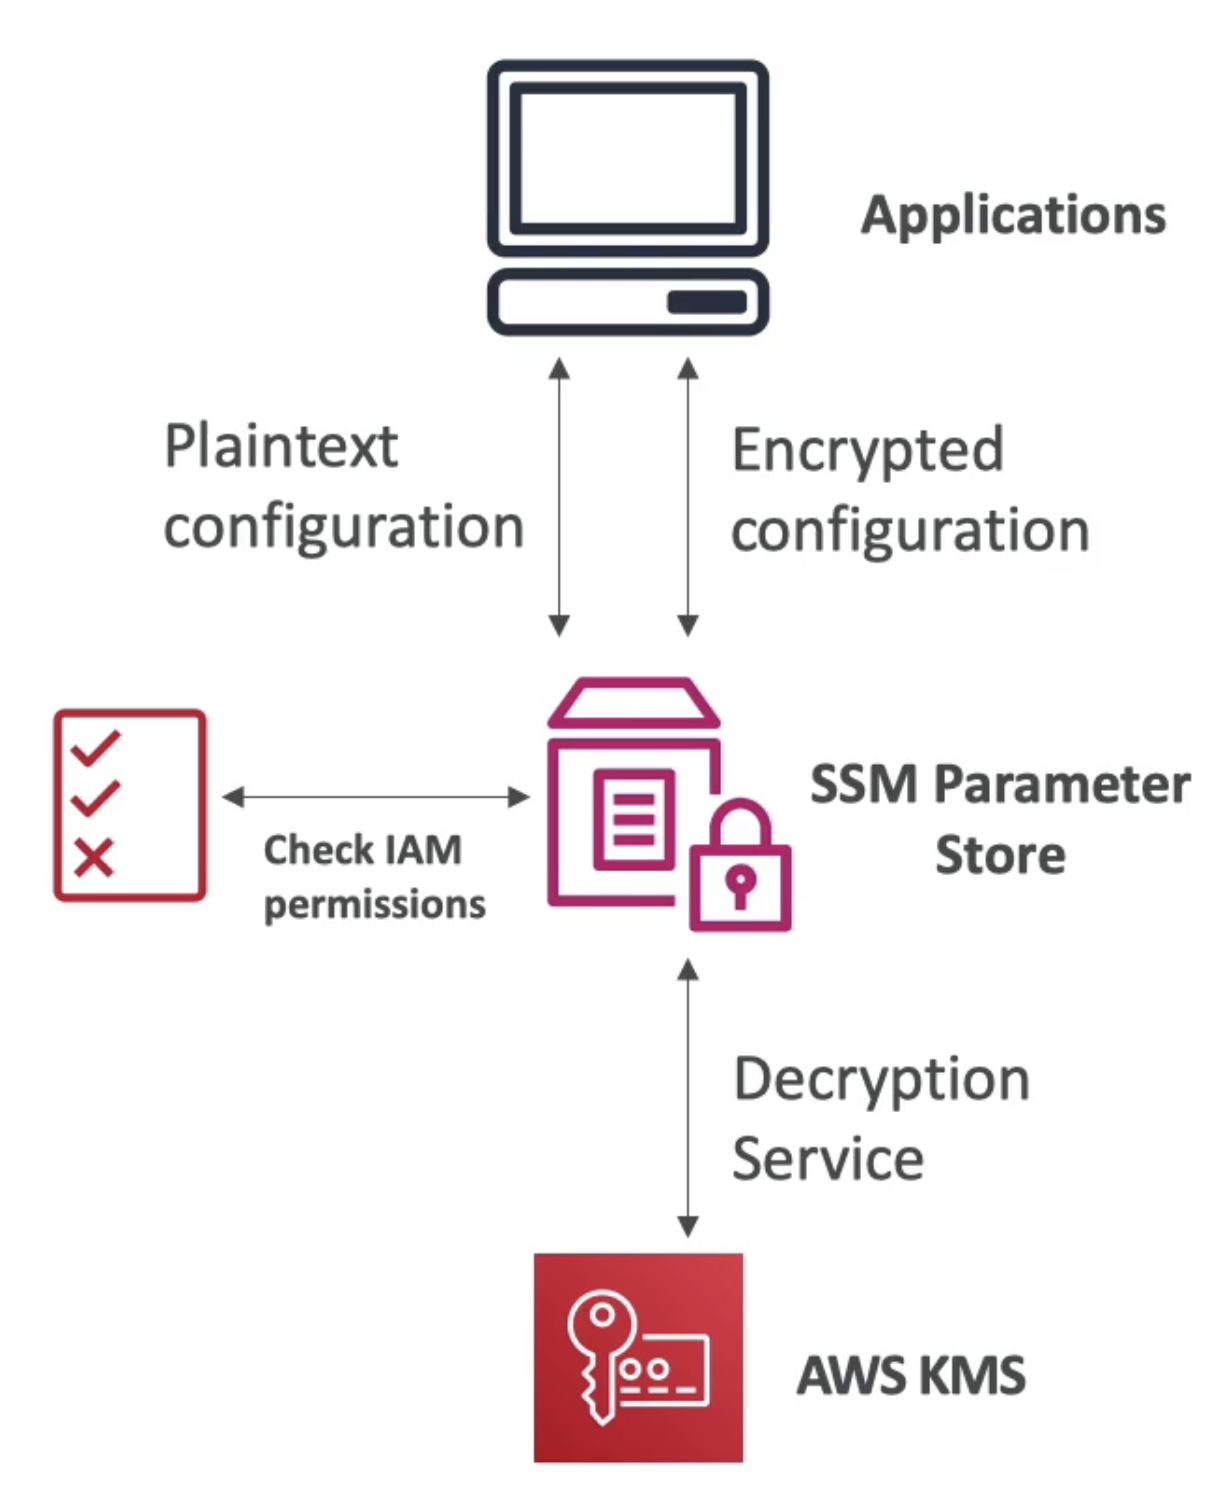 Applications
Plaintext
configuration
Encrypted
configuration
Check IAM
permissions
SSM Parameter
Store
Decryption
Service
AWS KMS